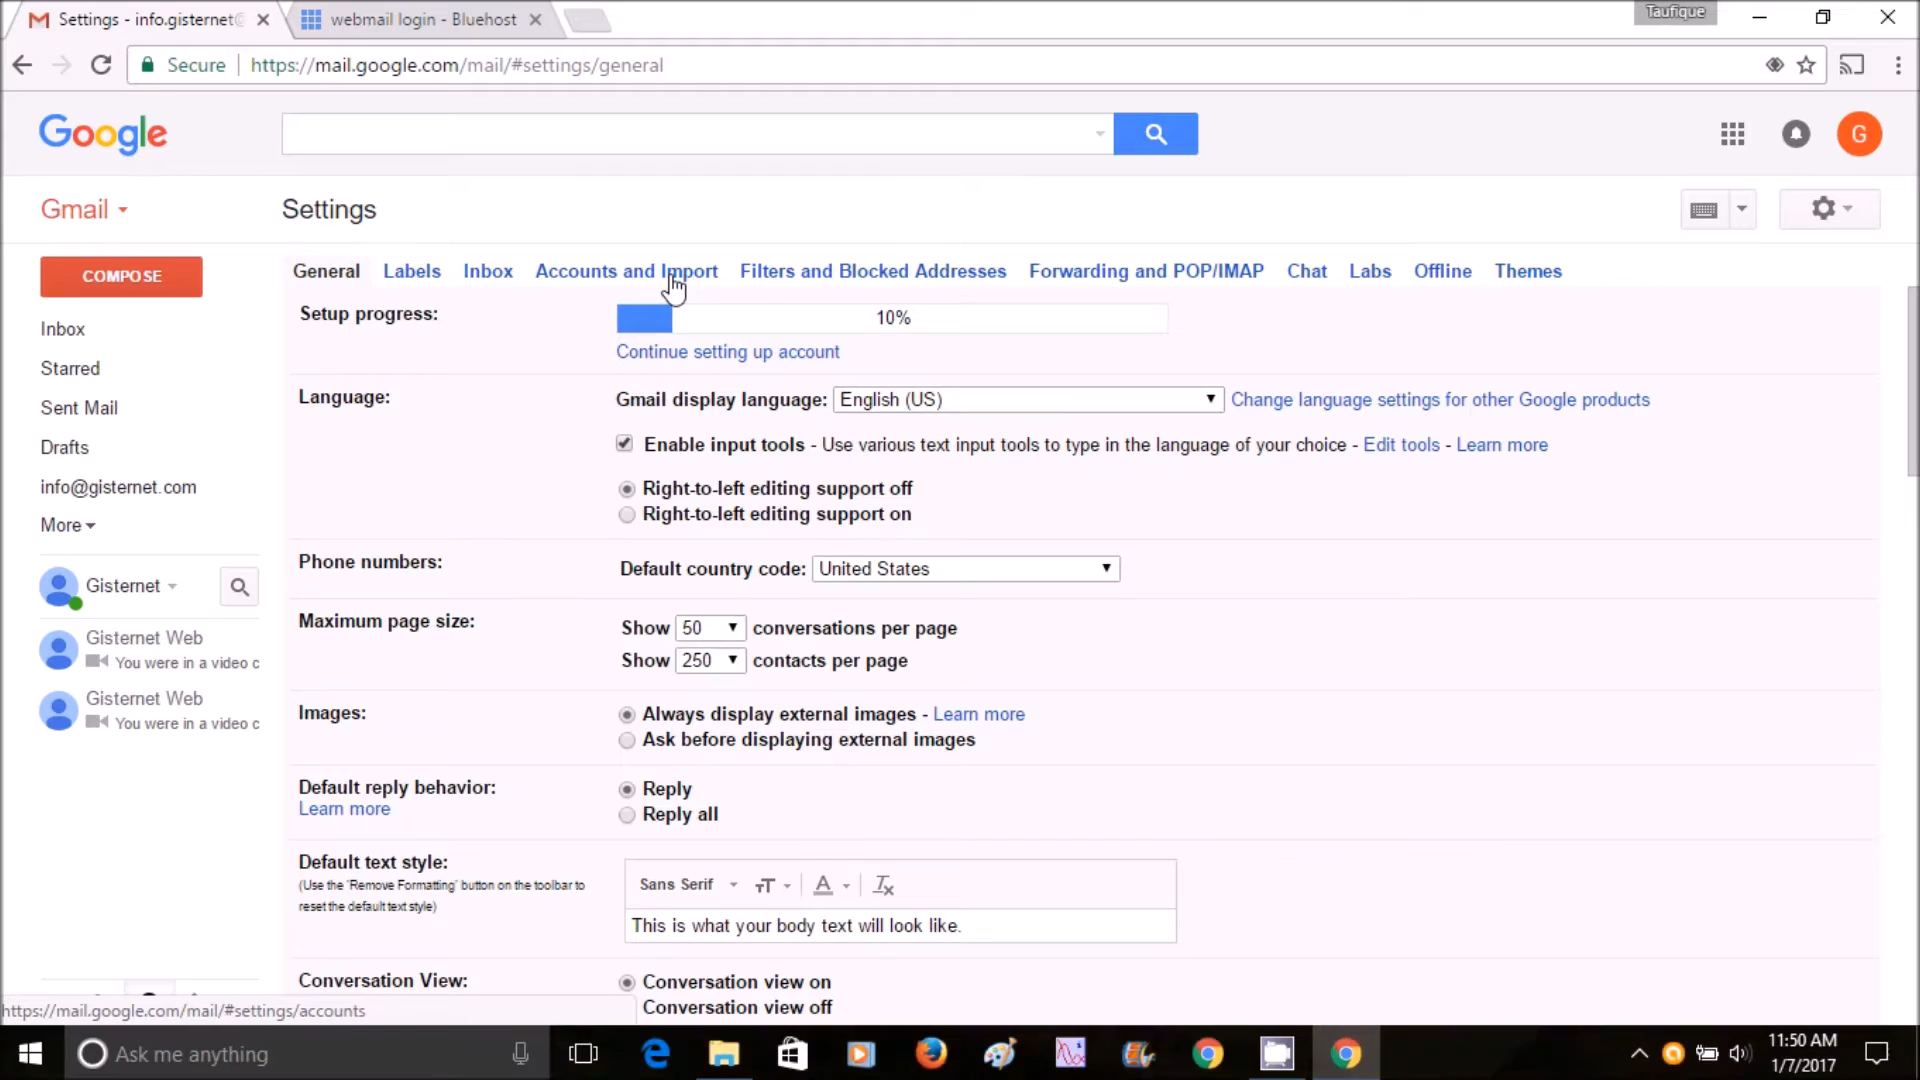 Settings - info.gisternet@
webmail login - Bluehost
Taufique
Secure
https://mail.google.com/mail/#settings/general
Google
G
Gmail
Settings
COMPOSE
General
Labels
Inbox
Accounts and Import
Filters and Blocked Addresses
Forwarding and POP/IMAP
Chat
Labs
Offline
Themes
Inbox
Starred
Sent Mail
Drafts
info@gisternet.com
More
Gisternet
Gisternet Web
You were in a video c
Gisternet Web
You were in a video c
Setup progress:
10%
Continue setting up account
Language:
Gmail display language: English (US) Change language settings for other Google products
Enable input tools - Use various text input tools to type in the language of your choice - Edit tools - Learn more
Right-to-left editing support off
Right-to-left editing support on
Phone numbers:
Default country code: United States
Maximum page size:
Show 50 conversations per page
Show 250 contacts per page
Images:
Always display external images - Learn more
Ask before displaying external images
Default reply behavior:
Learn more
Reply
Reply all
Default text style:
(Use the 'Remove Formatting' button on the toolbar to
reset the default text style)
Sans Serif
This is what your body text will look like.
Conversation View:
Conversation view on
Conversation view off
https://mail.google.com/mail/#settings/accounts
Ask me anything
11:50 AM
1/7/2017